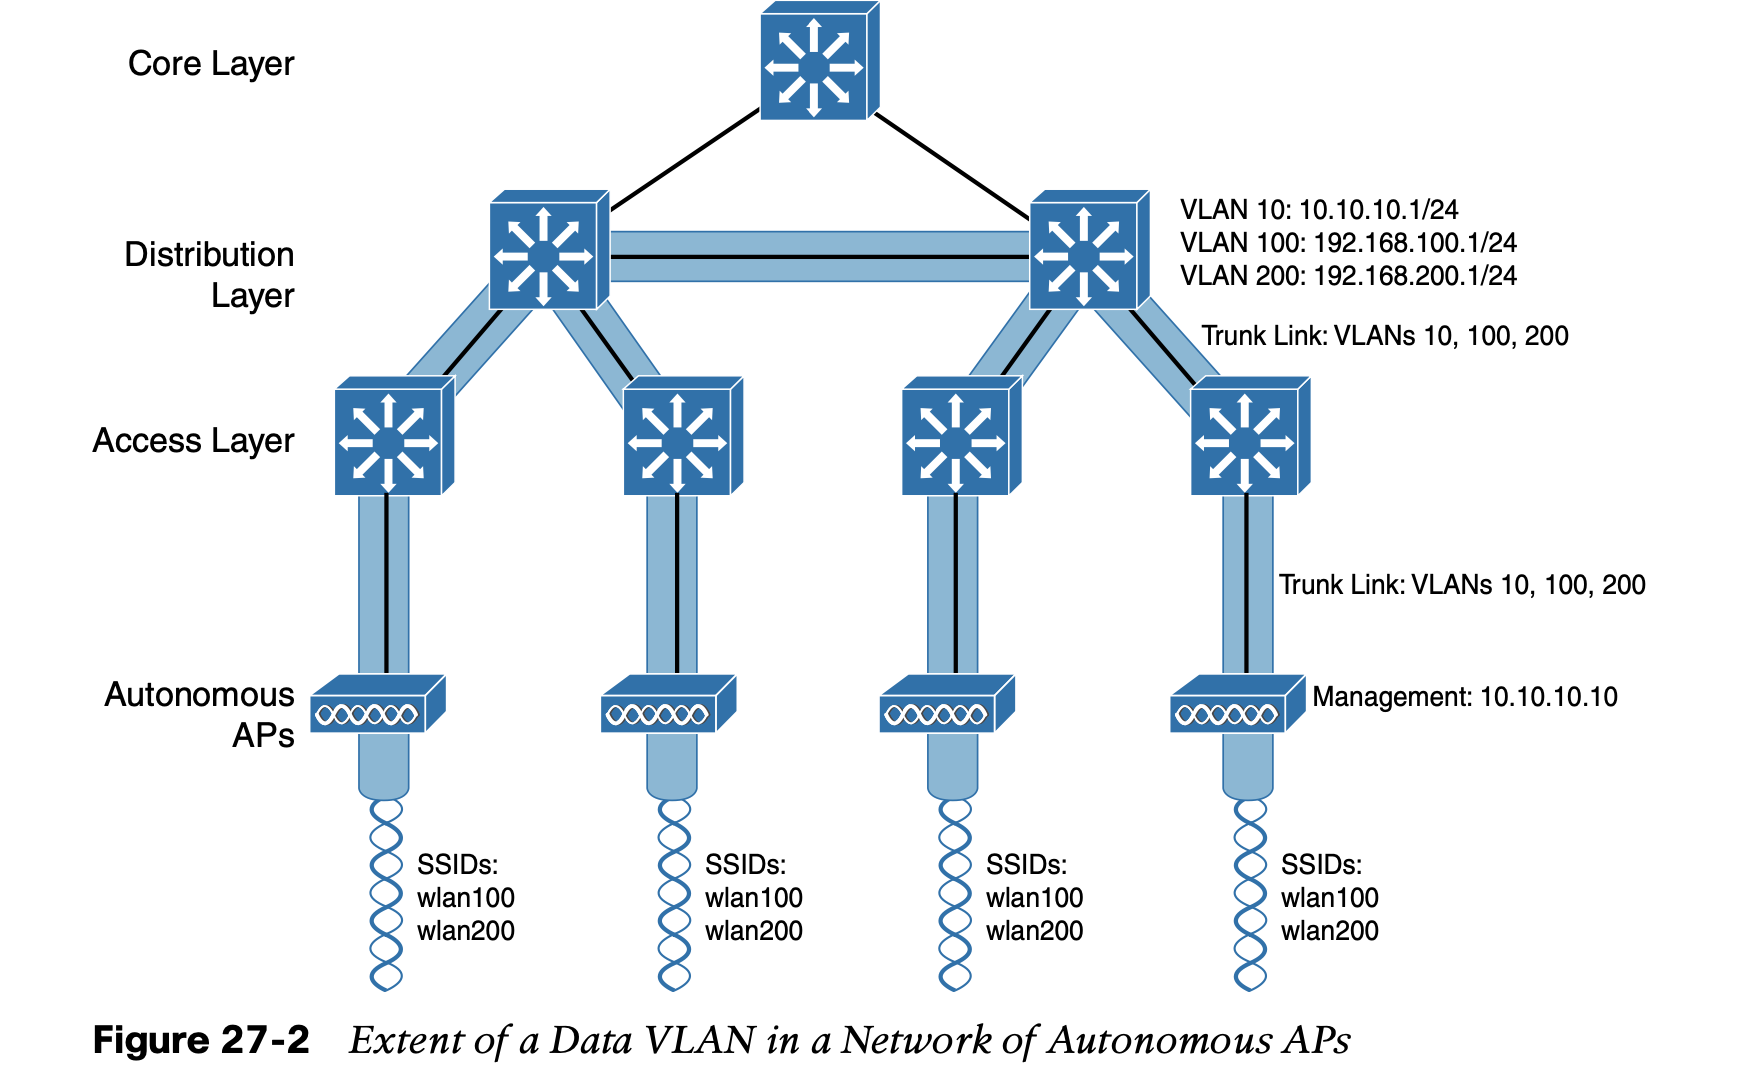 Core Layer
Distribution
Layer
VLAN 10: 10.10.10.1/24
VLAN 100: 192.168.100.1/24
VLAN 200: 192.168.200.1/24
Trunk Link: VLANs 10, 100, 200
Access Layer
Trunk Link: VLANs 10, 100, 200
Autonomous
APs
Management: 10.10.10.10
SSIDs:
wlan100
wlan200
SSIDs:
wlan100
wlan200
SSIDs:
wlan100
wlan200
SSIDs:
wlan100
wlan200
Figure 27-2 Extent of a Data VLAN in a Network of Autonomous APs